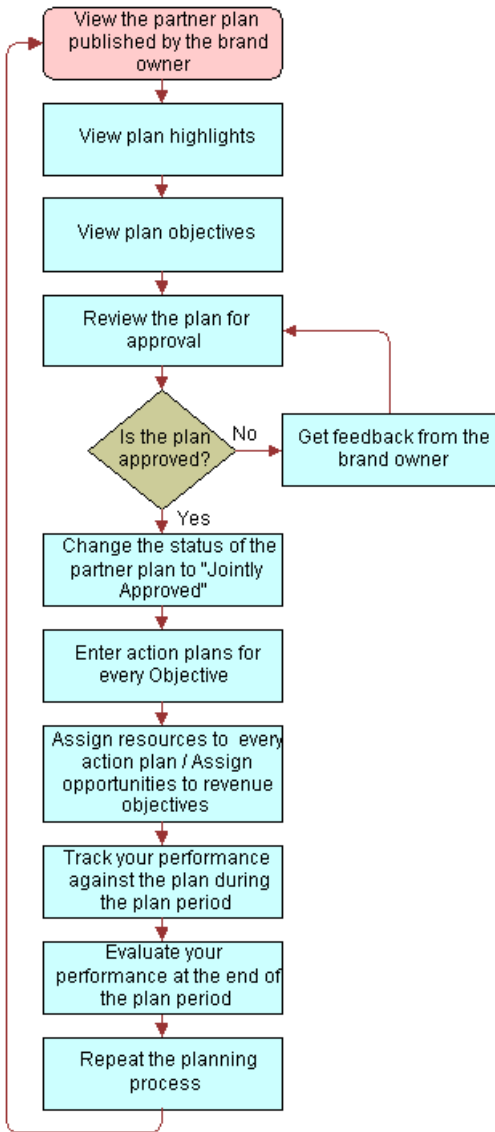 View the partner plan
published by the brand
owner
View plan highlights
View plan objectives
Review the plan for
approval
Is the plan
approved?
No
Get feedback from the
brand owner
Yes
Change the status of the
partner plan to "Jointly
Approved"
Enter action plans for
every Objective
Assign resources to every
action plan / Assign
opportunities to revenue
objectives
Track your performance
against the plan during
the plan period
Evaluate your
performance at the end of
the plan period
Repeat the planning
process